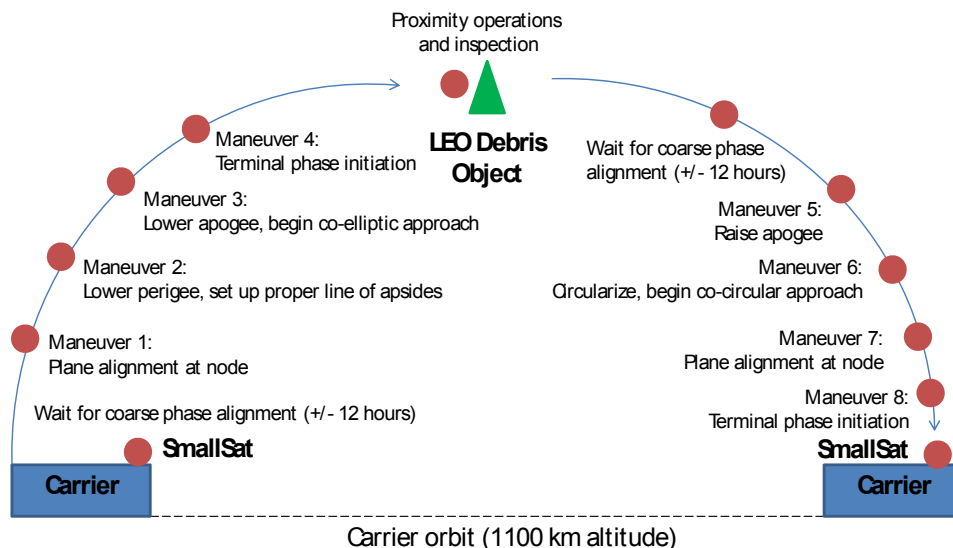 Proximity operations
and inspection
LEO Debris
Object
Maneuver 4:
Terminal phase initiation
Maneuver 3:
Lower apogee, begin co-elliptic approach
Maneuver 2:
Lower perigee, set up proper line of apsides
Maneuver 1:
Plane alignment at node
Wait for coarse phase alignment (+/- 12 hours)
SmallSat
Carrier
Wait for coarse phase
alignment (+/- 12 hours)
Maneuver 5:
Raise apogee
Maneuver 6:
Circularize, begin co-circular approach
Maneuver 7:
Plane alignment at node
Maneuver 8:
Terminal phase initiation
SmallSat
Carrier
Carrier orbit (1100 km altitude)